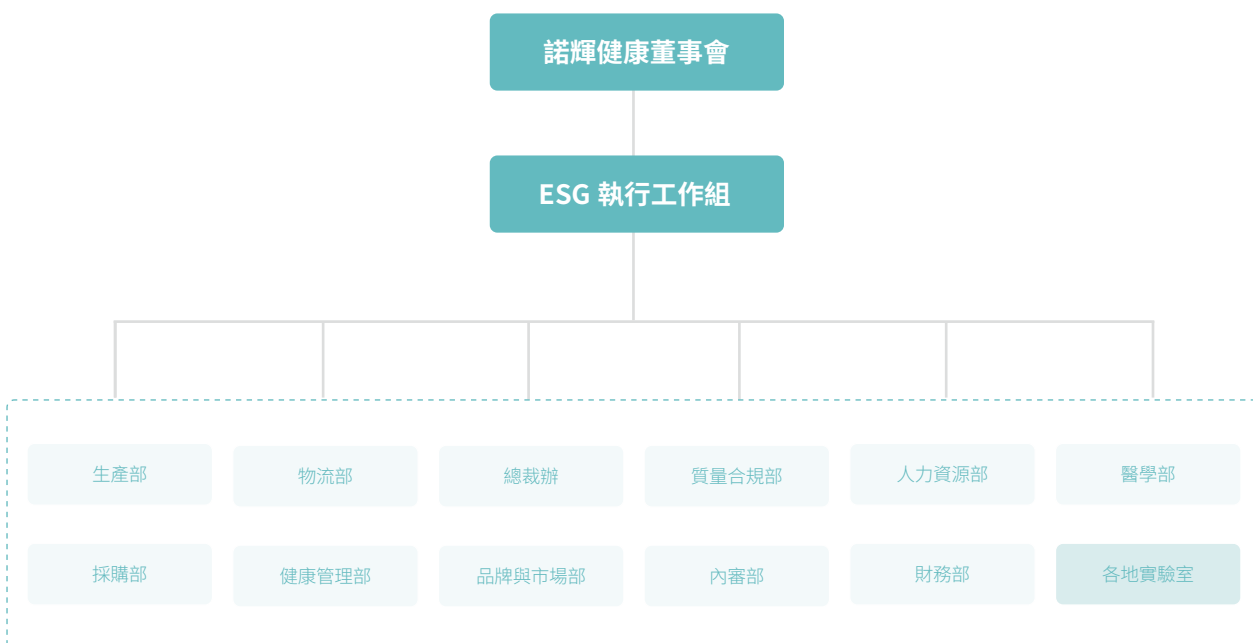 諾輝健康董事會
ESG 執行工作組
生產部
物流部
總裁辦
質量合規部
人力資源部
醫學部
採購部
健康管理部
品牌與市場部
內審部
財務部
各地實驗室